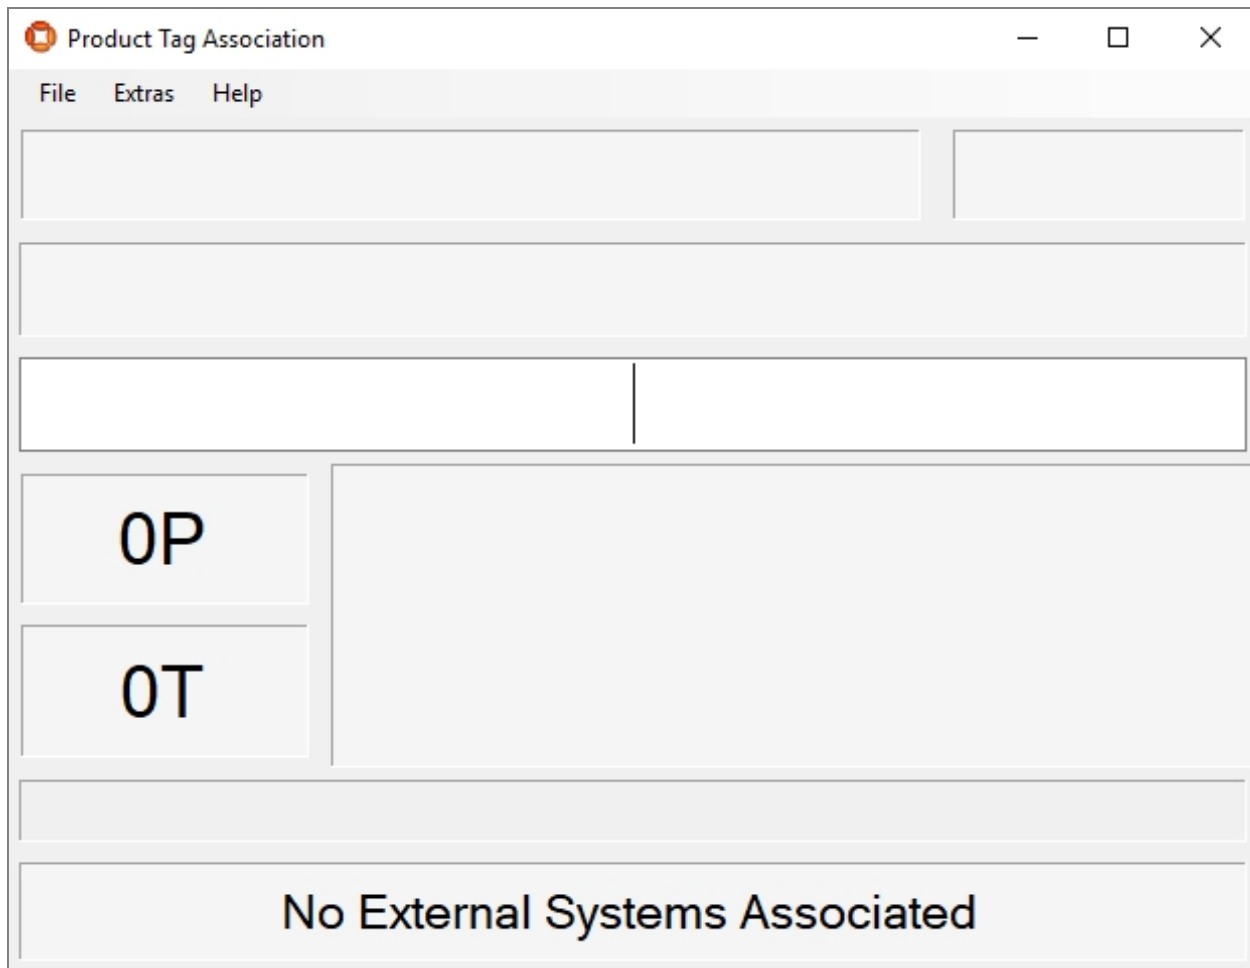 Product Tag Association
File Extras Help
0P
0T
No External Systems Associated